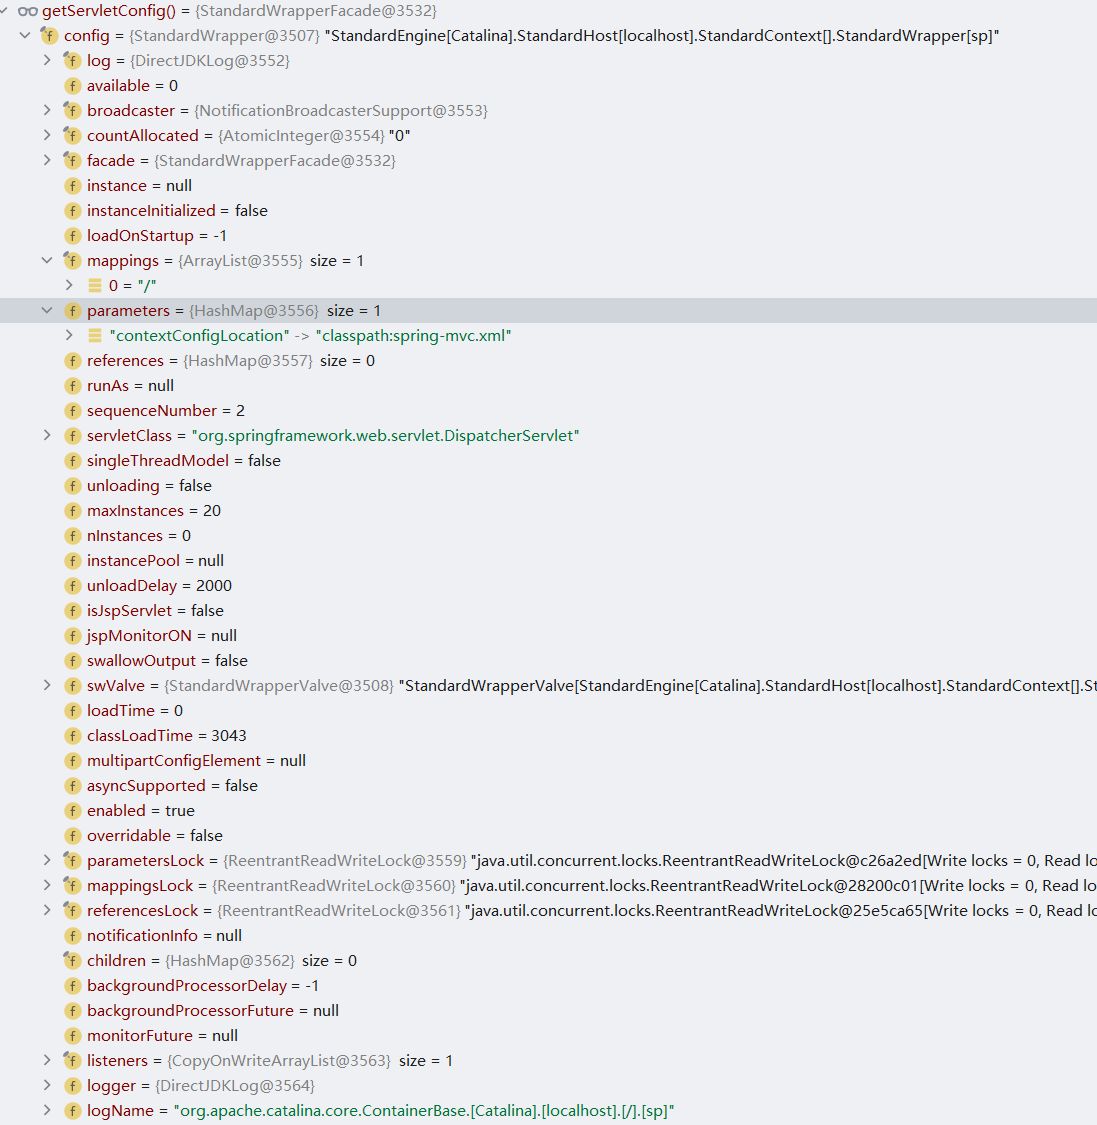 getServletConfig() = {StandardWrapperFacade@3532}
config = {StandardWrapper@3507} "StandardEngine[Catalina].StandardHost[localhost].StandardContext[].StandardWrapper[sp]"
log = {DirectJDKLog@3552}
available = 0
broadcaster = {NotificationBroadcasterSupport@3553}
countAllocated = {AtomicInteger@3554} "0"
facade = {StandardWrapperFacade@3532}
instance = null
instanceInitialized = false
loadOnStartup = -1
mappings = {ArrayList@3555} size = 1
0 = "/"
parameters = {HashMap@3556} size = 1
"contextConfigLocation" -> "classpath:spring-mvc.xml"
references = {HashMap@3557} size = 0
runAs = null
sequenceNumber = 2
servletClass = "org.springframework.web.servlet.DispatcherServlet"
singleThreadModel = false
unloading = false
maxInstances = 20
nInstances = 0
instancePool = null
unloadDelay = 2000
isJspServlet = false
jspMonitorON = null
swallowOutput = false
swValve = {StandardWrapperValve@3508} "StandardWrapperValve[StandardEngine[Catalina].StandardHost[localhost].StandardContext[].St
loadTime = 0
classLoadTime = 3043
multipartConfigElement = null
asyncSupported = false
enabled = true
overridable = false
parametersLock = {ReentrantReadWriteLock@3559} "java.util.concurrent.locks.ReentrantReadWriteLock@c26a2ed[Write locks = 0, Read lo
mappingsLock = {ReentrantReadWriteLock@3560} "java.util.concurrent.locks.ReentrantReadWriteLock@28200c01[Write locks = 0, Read lo
referencesLock = {ReentrantReadWriteLock@3561} "java.util.concurrent.locks.ReentrantReadWriteLock@25e5ca65[Write locks = 0, Read lo
notificationInfo = null
children = {HashMap@3562} size = 0
backgroundProcessorDelay = -1
backgroundProcessorFuture = null
monitorFuture = null
listeners = {CopyOnWriteArrayList@3563} size = 1
logger = {DirectJDKLog@3564}
logName = "org.apache.catalina.core.ContainerBase.[Catalina].[localhost].[/].[sp]"